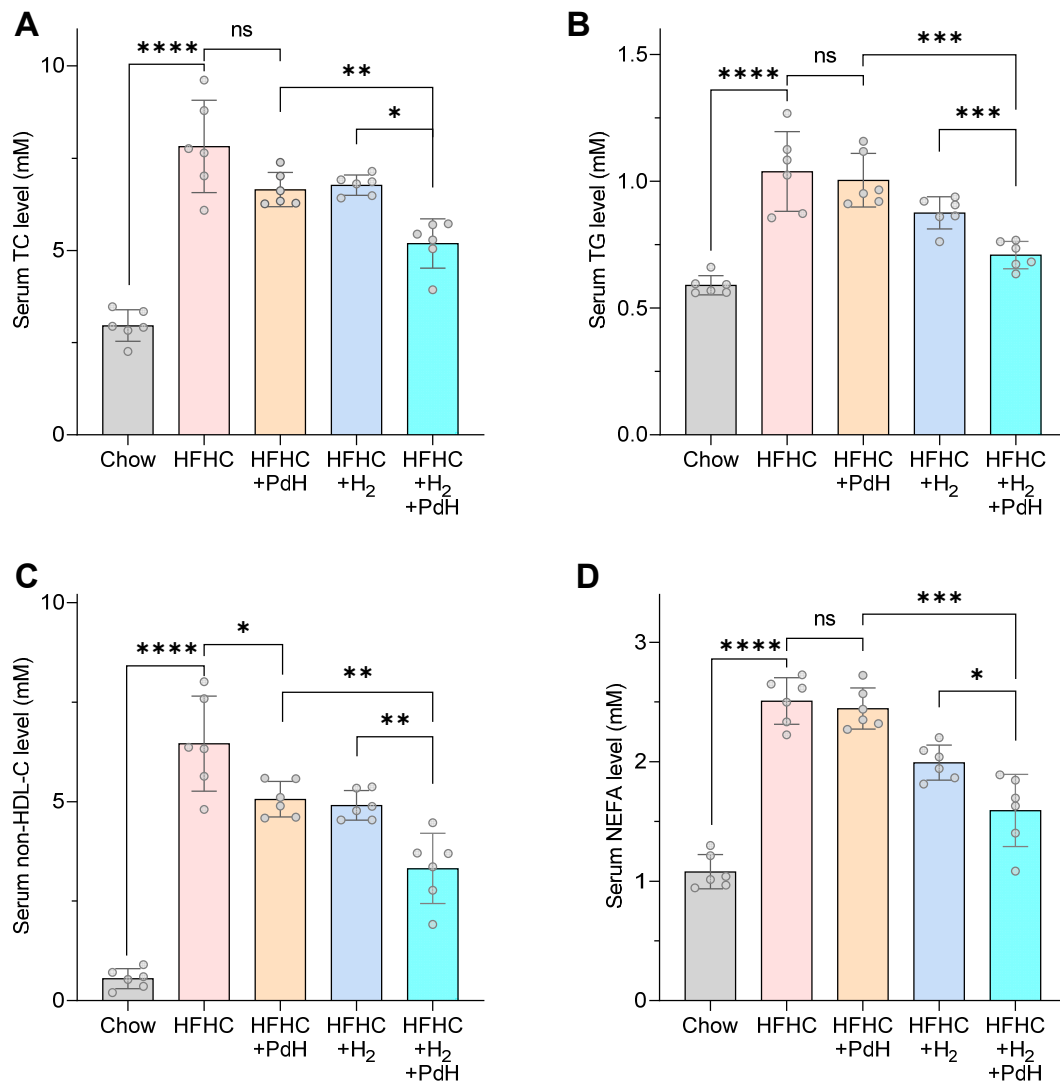 A
Serum TC level (mM)
10
5
0
****
ns
**
*
Chow
HFHC
HFHC
+PdH
HFHC
+H₂
HFHC
+H₂
+PdH
B
Serum TG level (mM)
1.5
1.0
0.5
0.0
****
ns
***
***
Chow
HFHC
HFHC
+PdH
HFHC
+H₂
HFHC
+H₂
+PdH
C
Serum non-HDL-C level (mM)
10
5
0
****
*
**
**
Chow
HFHC
HFHC
+PdH
HFHC
+H₂
HFHC
+H₂
+PdH
D
Serum NEFA level (mM)
3
2
1
0
****
ns
***
*
Chow
HFHC
HFHC
+PdH
HFHC
+H₂
HFHC
+H₂
+PdH